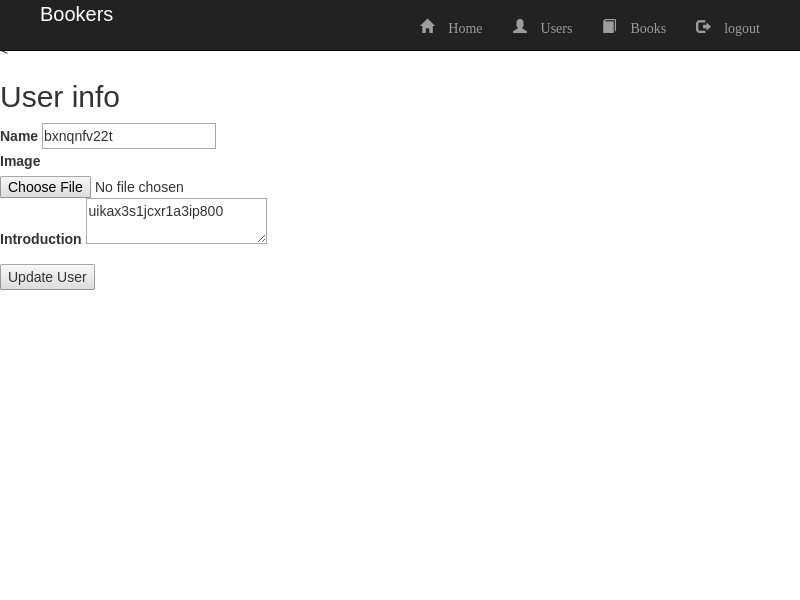 Bookers
Home Users Books logout
<
User info
Name bxnqnfv22t
Image
Choose File No file chosen
Introduction uikax3s1jcxr1a3ip800
Update User